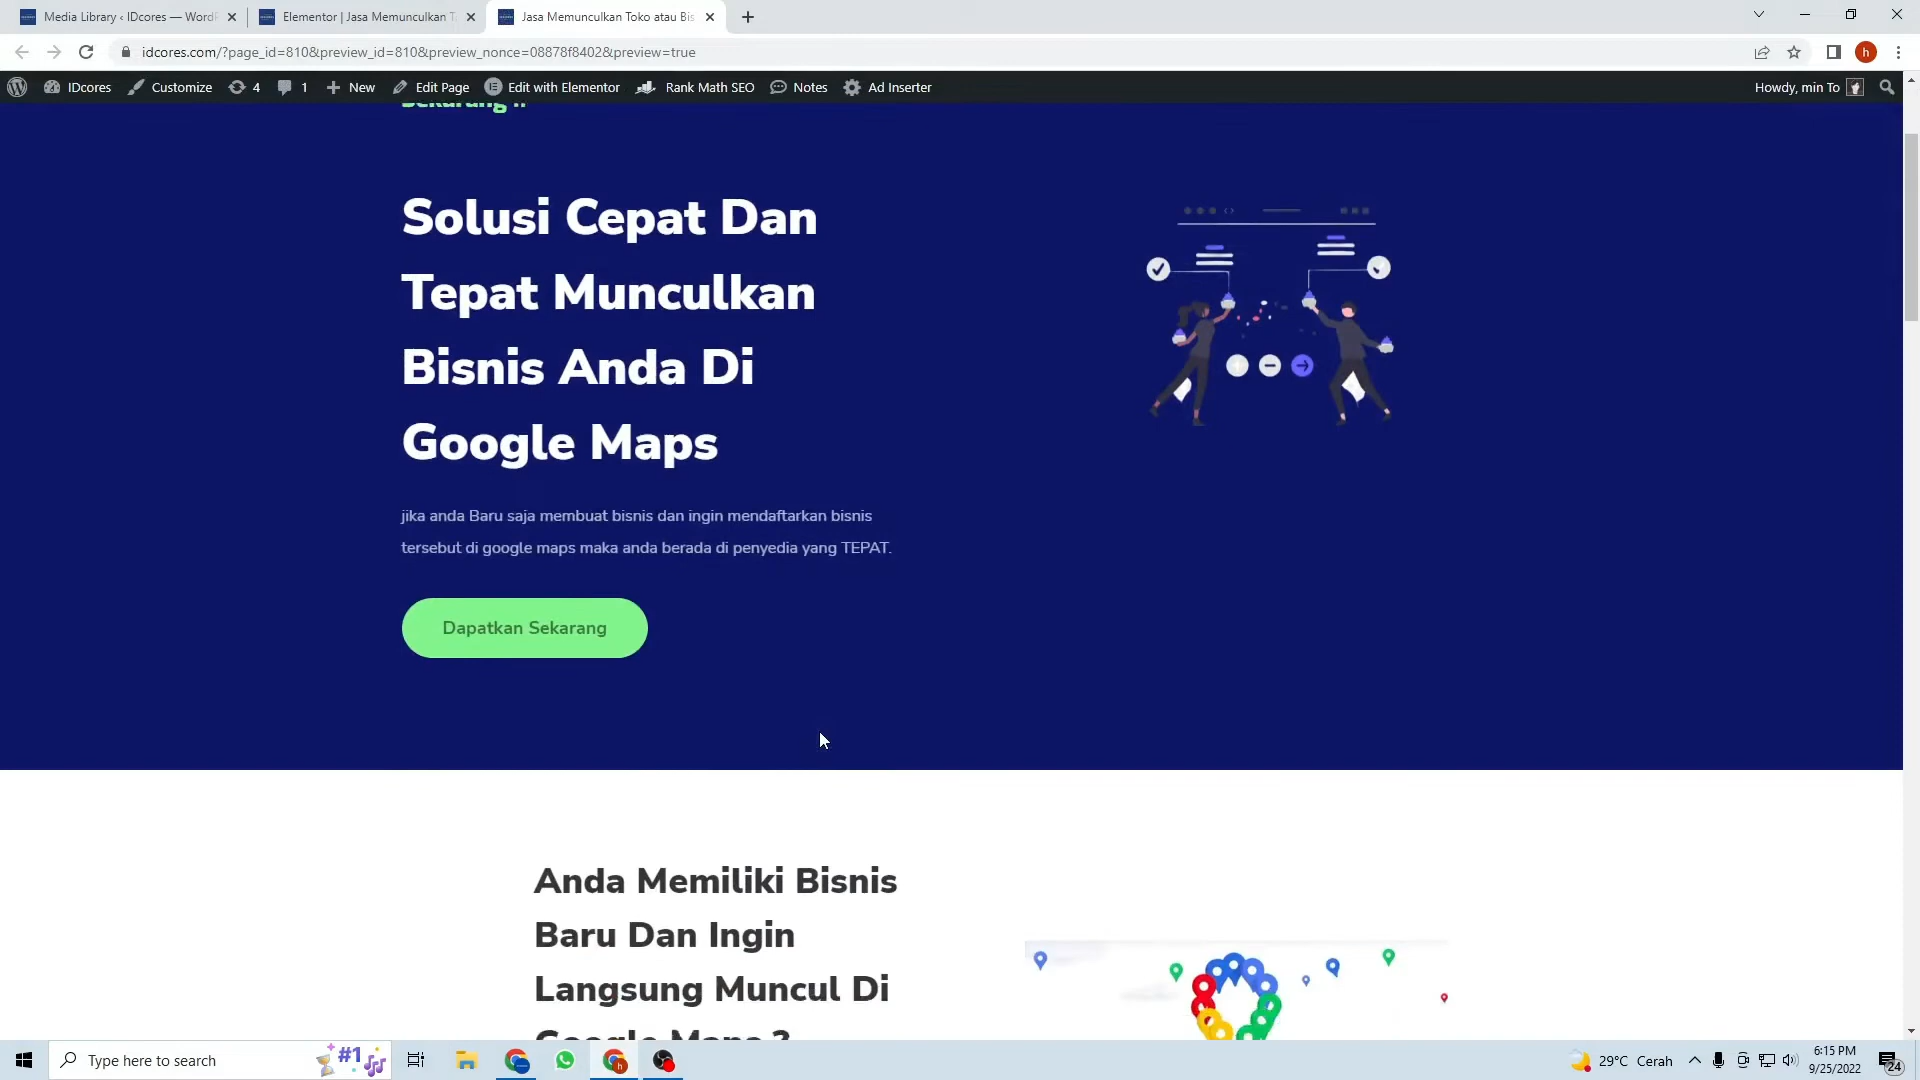 Media Library ‹ IDcores — WordP
Elementor | Jasa Memunculkan T
Jasa Memunculkan Toko atau Bis
idcores.com/?page_id=810&preview_id=810&preview_nonce=08878f8402&preview=true
h
IDcores
Customize
4
1
New
Edit Page
Edit with Elementor
Rank Math SEO
Notes
Ad Inserter
Howdy, min To
Sekarang !!
Solusi Cepat Dan
Tepat Munculkan
Bisnis Anda Di
Google Maps
jika anda Baru saja membuat bisnis dan ingin mendaftarkan bisnis
tersebut di google maps maka anda berada di penyedia yang TEPAT.
Dapatkan Sekarang
Anda Memiliki Bisnis
Baru Dan Ingin
Langsung Muncul Di
Google Maps ?
Type here to search
#1
h
29°C Cerah
6:15 PM
9/25/2022
24